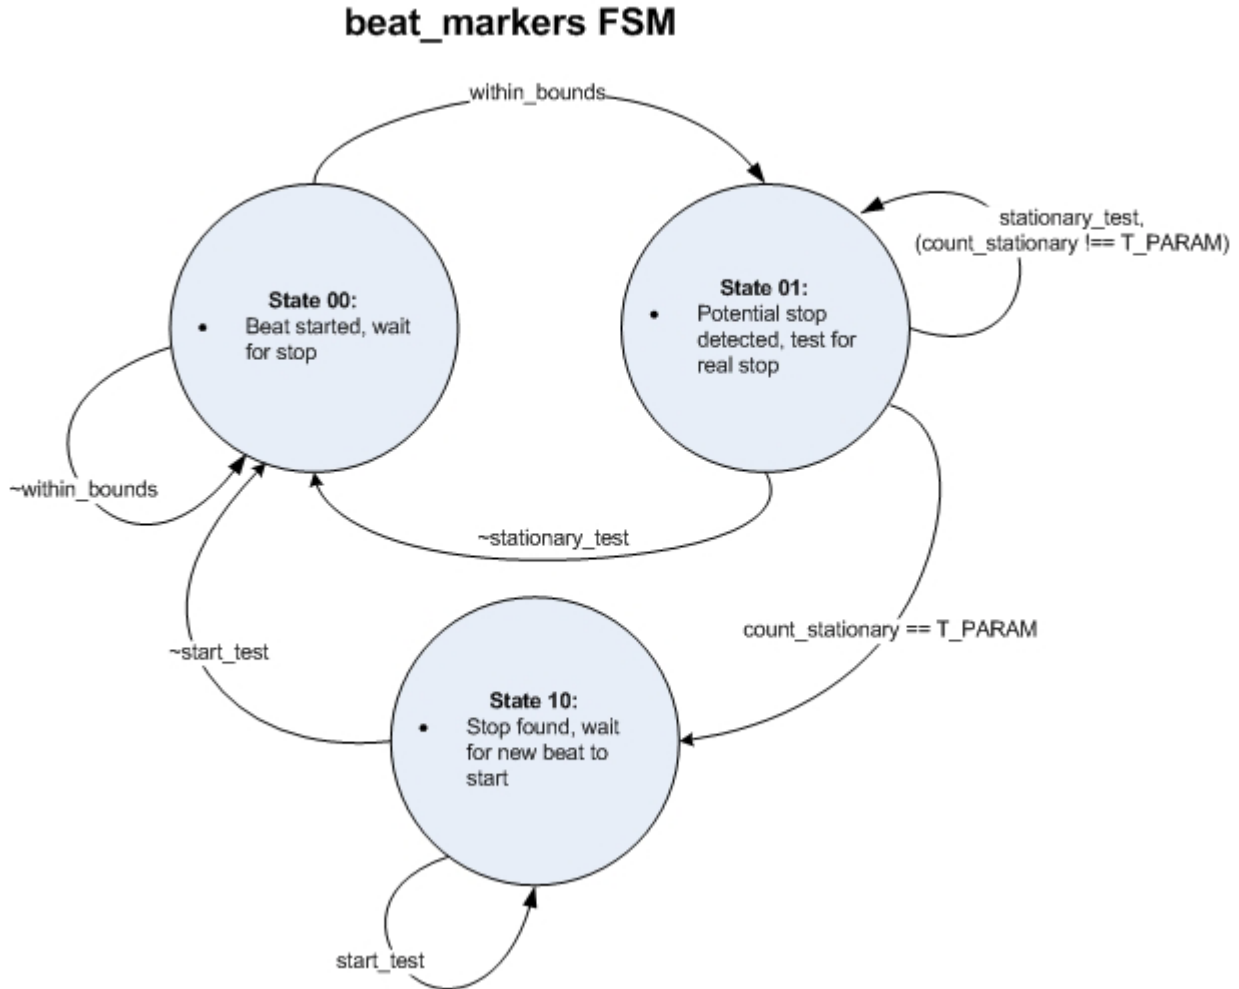 beat_markers FSM
within_bounds
stationary_test,
(count_stationary !== T_PARAM)
State 00:
• Beat started, wait
for stop
State 01:
• Potential stop
detected, test for
real stop
~within_bounds
~stationary_test
count_stationary == T_PARAM
~start_test
State 10:
• Stop found, wait
for new beat to
start
start_test